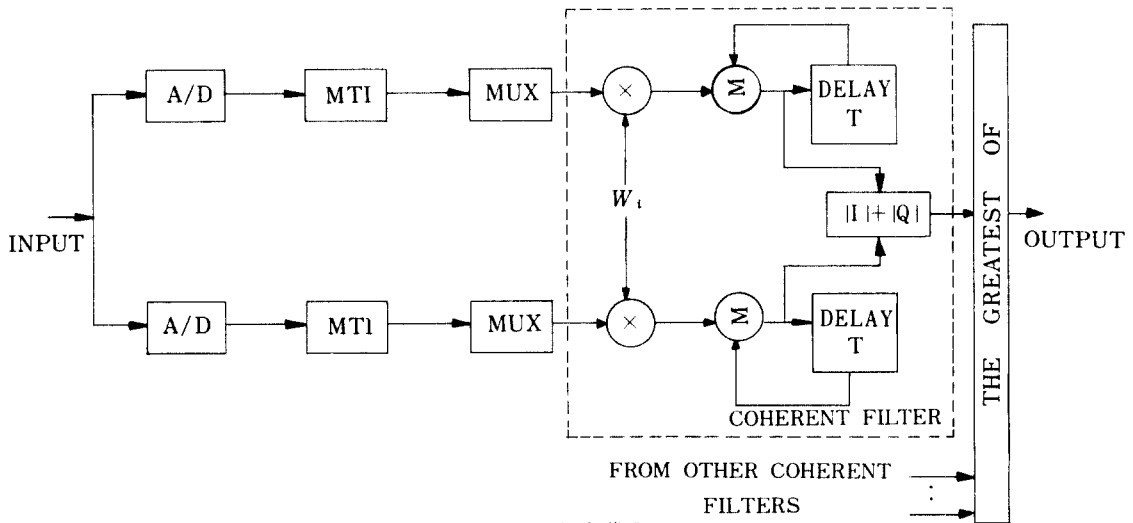 A/D
MTI
MUX
×
M
DELAY
T
W i
|I|+|Q|
INPUT
OUTPUT
A/D
MTI
MUX
×
M
DELAY
T
COHERENT FILTER
THE GREATEST OF
FROM OTHER COHERENT
FILTERS